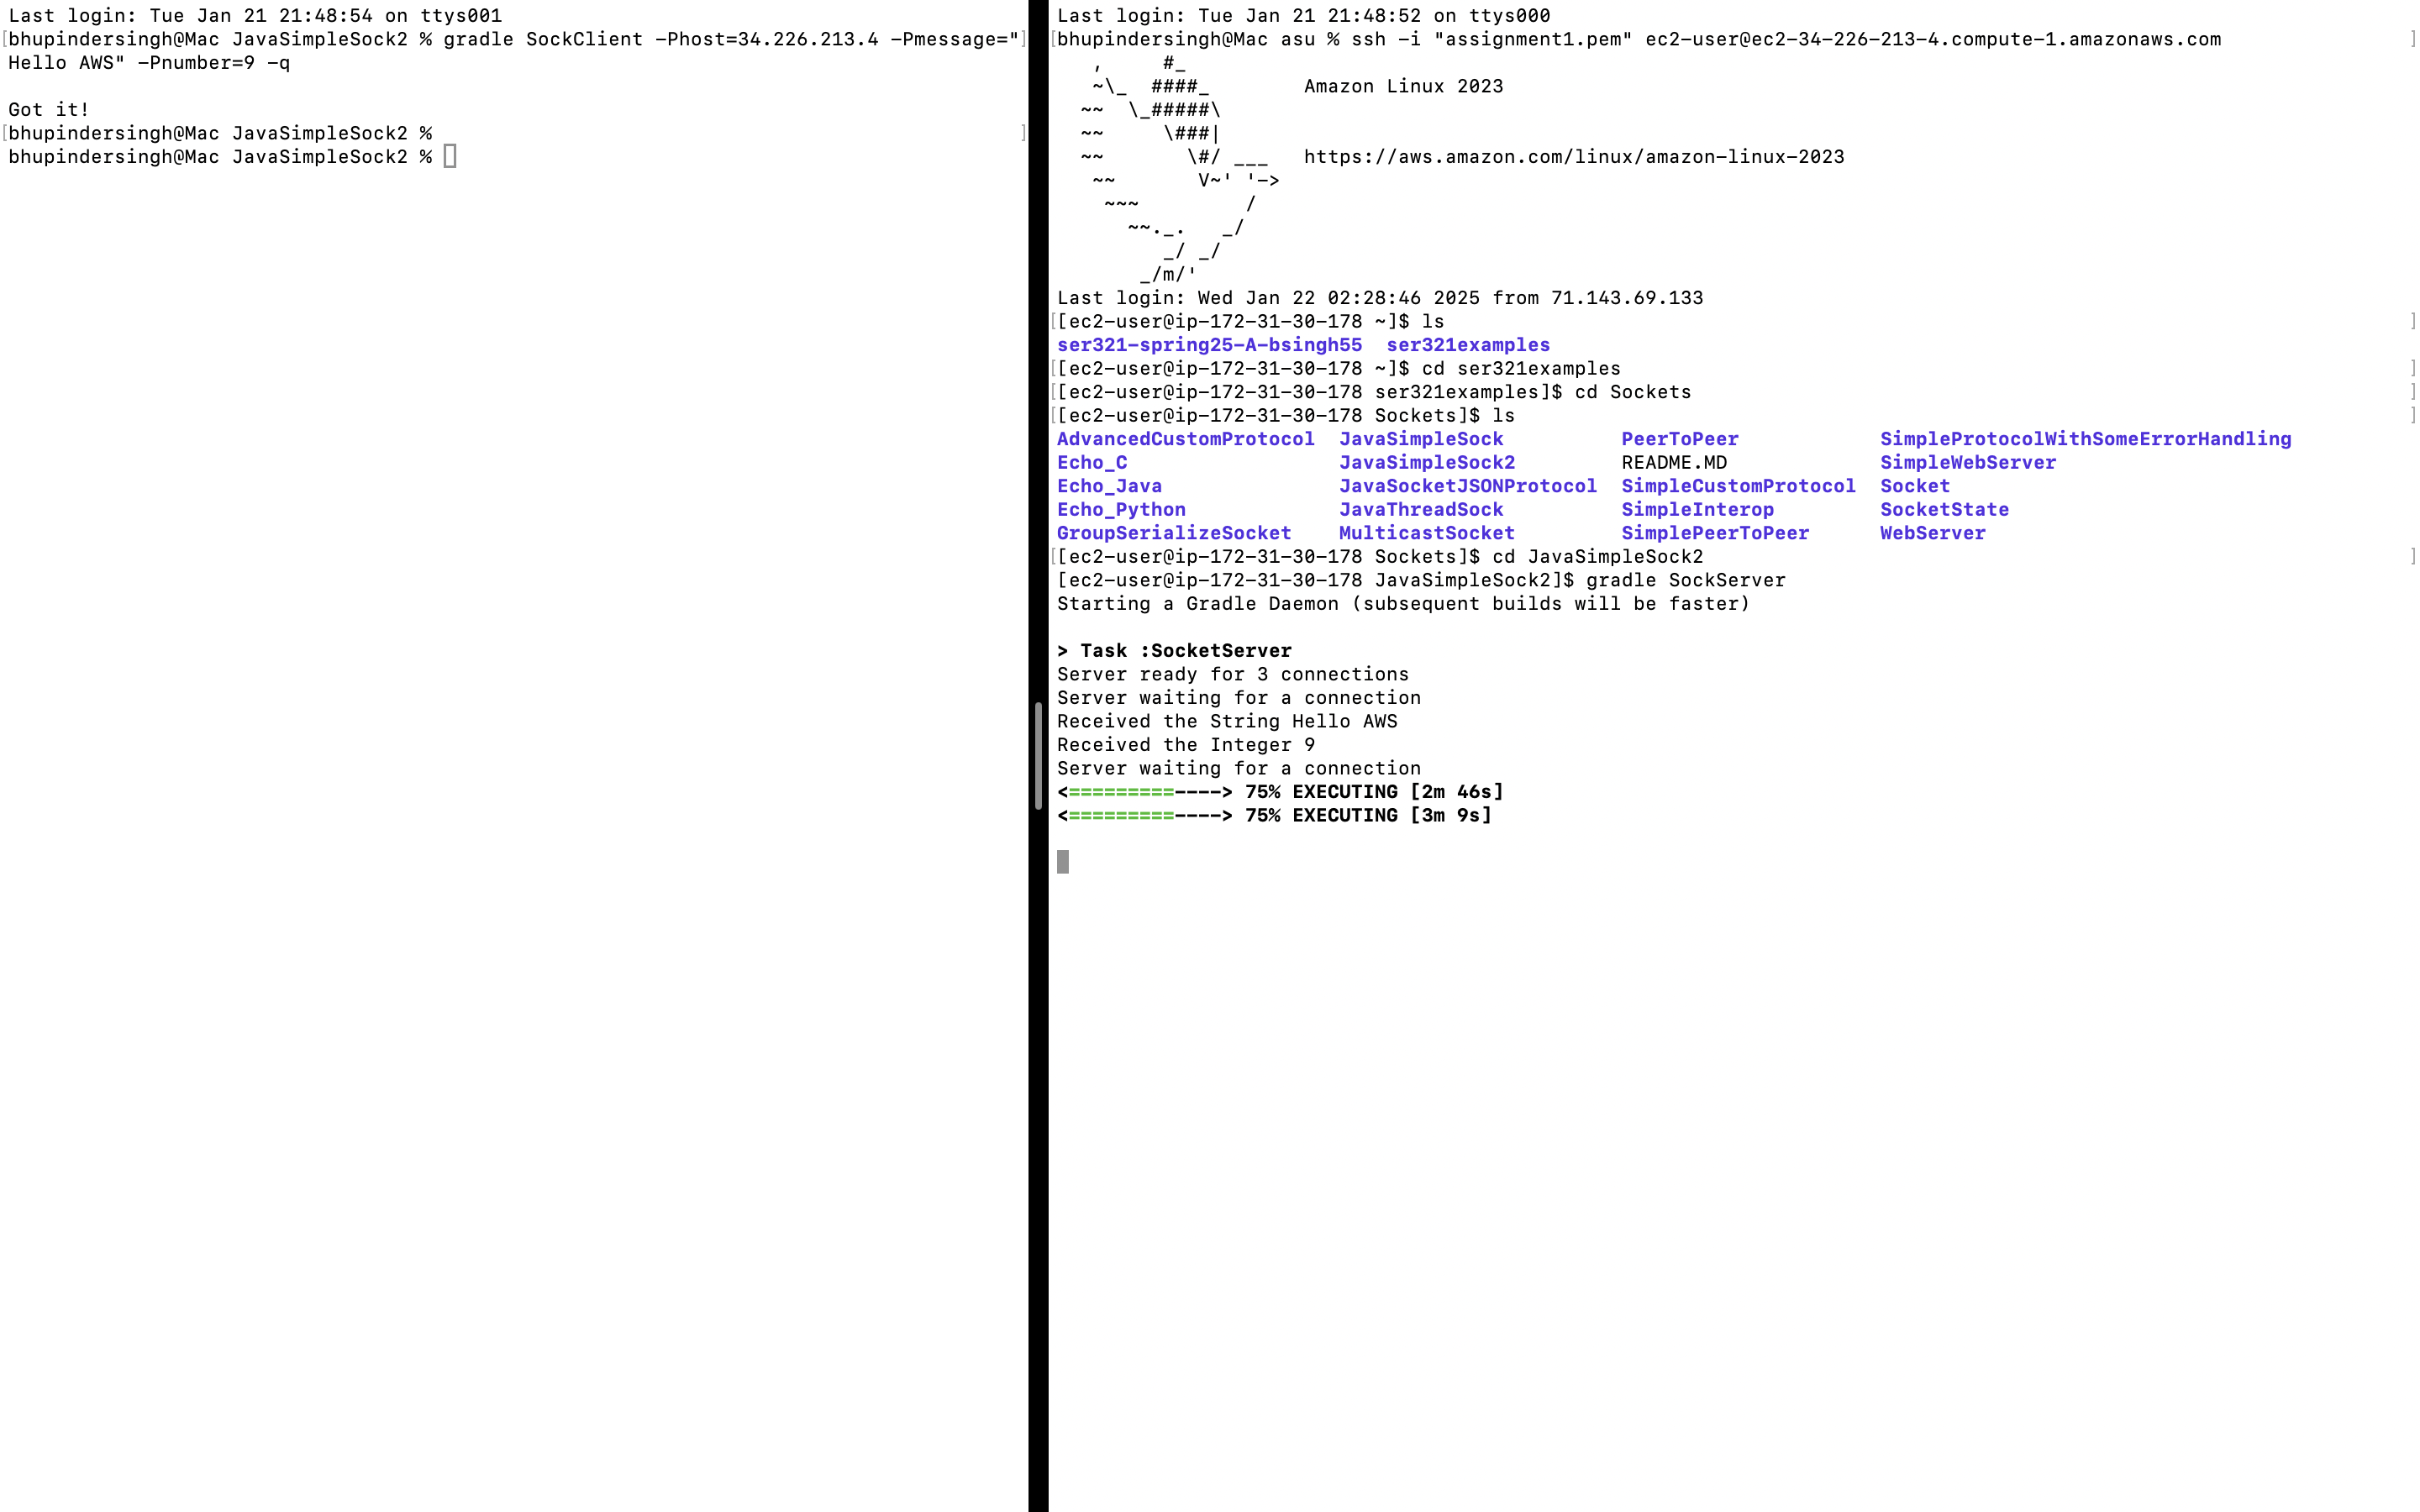 Last login: Tue Jan 21 21:48:54 on ttys001
[bhupindersingh@Mac JavaSimpleSock2 % gradle SockClient -Phost=34.226.213.4 -Pmessage="]
Hello AWS" -Pnumber=9 -q

Got it!
[bhupindersingh@Mac JavaSimpleSock2 % ]
bhupindersingh@Mac JavaSimpleSock2 %

Last login: Tue Jan 21 21:48:52 on ttys000
[bhupindersingh@Mac asu % ssh -i "assignment1.pem" ec2-user@ec2-34-226-213-4.compute-1.amazonaws.com ]
   ,     #_
   ~\_  ####_        Amazon Linux 2023
  ~~  \_#####\
  ~~     \###|
  ~~       \#/ ___   https://aws.amazon.com/linux/amazon-linux-2023
   ~~       V~' '->
    ~~~         /
      ~~._.   _/
         _/ _/
       _/m/'
Last login: Wed Jan 22 02:28:46 2025 from 71.143.69.133
[[ec2-user@ip-172-31-30-178 ~]$ ls ]
ser321-spring25-A-bsingh55  ser321examples
[[ec2-user@ip-172-31-30-178 ~]$ cd ser321examples ]
[[ec2-user@ip-172-31-30-178 ser321examples]$ cd Sockets ]
[[ec2-user@ip-172-31-30-178 Sockets]$ ls ]
AdvancedCustomProtocol  JavaSimpleSock          PeerToPeer            SimpleProtocolWithSomeErrorHandling
Echo_C                  JavaSimpleSock2         README.MD             SimpleWebServer
Echo_Java               JavaSocketJSONProtocol  SimpleCustomProtocol  Socket
Echo_Python             JavaThreadSock          SimpleInterop         SocketState
GroupSerializeSocket    MulticastSocket         SimplePeerToPeer      WebServer
[[ec2-user@ip-172-31-30-178 Sockets]$ cd JavaSimpleSock2 ]
[ec2-user@ip-172-31-30-178 JavaSimpleSock2]$ gradle SockServer
Starting a Gradle Daemon (subsequent builds will be faster)

> Task :SocketServer
Server ready for 3 connections
Server waiting for a connection
Received the String Hello AWS
Received the Integer 9
Server waiting for a connection
<=========----> 75% EXECUTING [2m 46s]
<=========----> 75% EXECUTING [3m 9s]